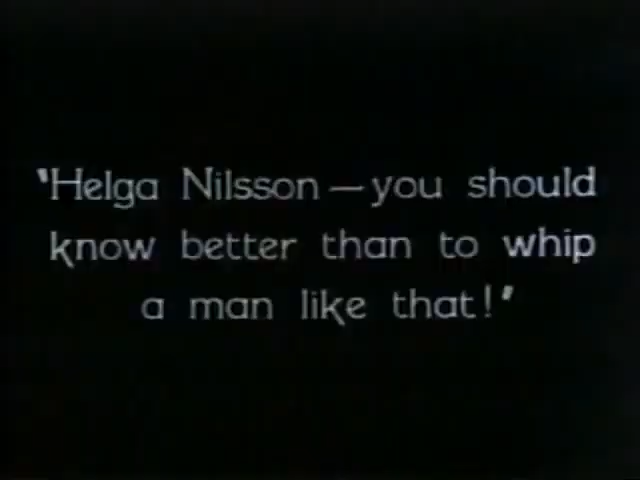 "Helga Nilsson — you should
know better than to whip
a man like that!"